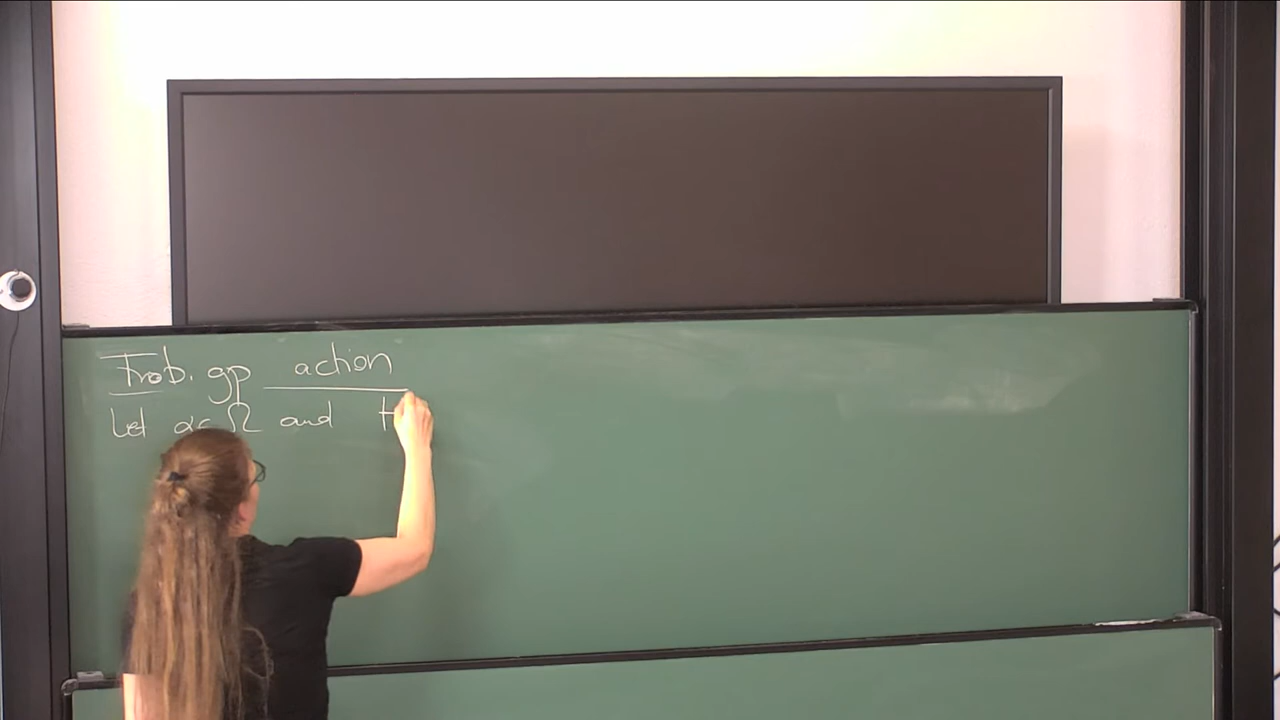 Frob. gp action
Let α∈Ω and H